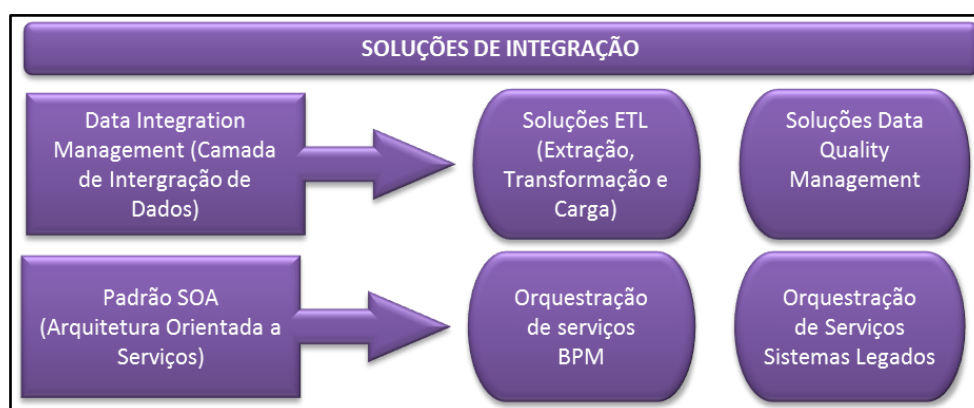 SOLUÇÕES DE INTEGRAÇÃO
Data Integration
Management (Camada
de Intergração de
Dados)
Soluções ETL
(Extração,
Transformação e
Carga)
Soluções Data
Quality
Management
Padrão SOA
(Arquitetura Orientada a
Serviços)
Orquestração
de serviços
BPM
Orquestração
de Serviços
Sistemas Legados